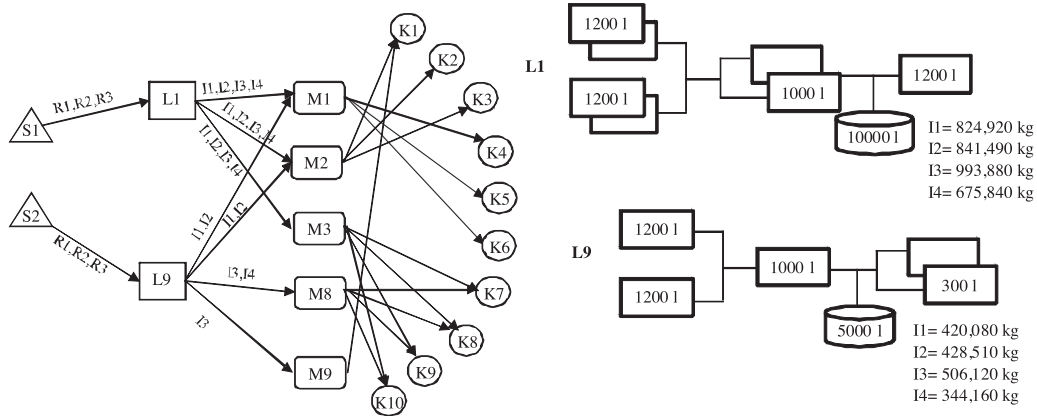 K1
K2
K3
K4
K5
K6
K7
K8
K9
K10
S1
R1,R2,R3
L1
I1,I2,I3,I4
I1,I2,I3,I4
I1,I2,I3,I4
M1
M2
M3
M8
M9
S2
R1,R2,R3
L9
I1,I2
I1,I2
I3,I4
I3
L1
1200 l
1200 l
1000 l
1200 l
10000 l
I1= 824,920 kg
I2= 841,490 kg
I3= 993,880 kg
I4= 675,840 kg
L9
1200 l
1200 l
1000 l
300 l
5000 l
I1= 420,080 kg
I2= 428,510 kg
I3= 506,120 kg
I4= 344,160 kg